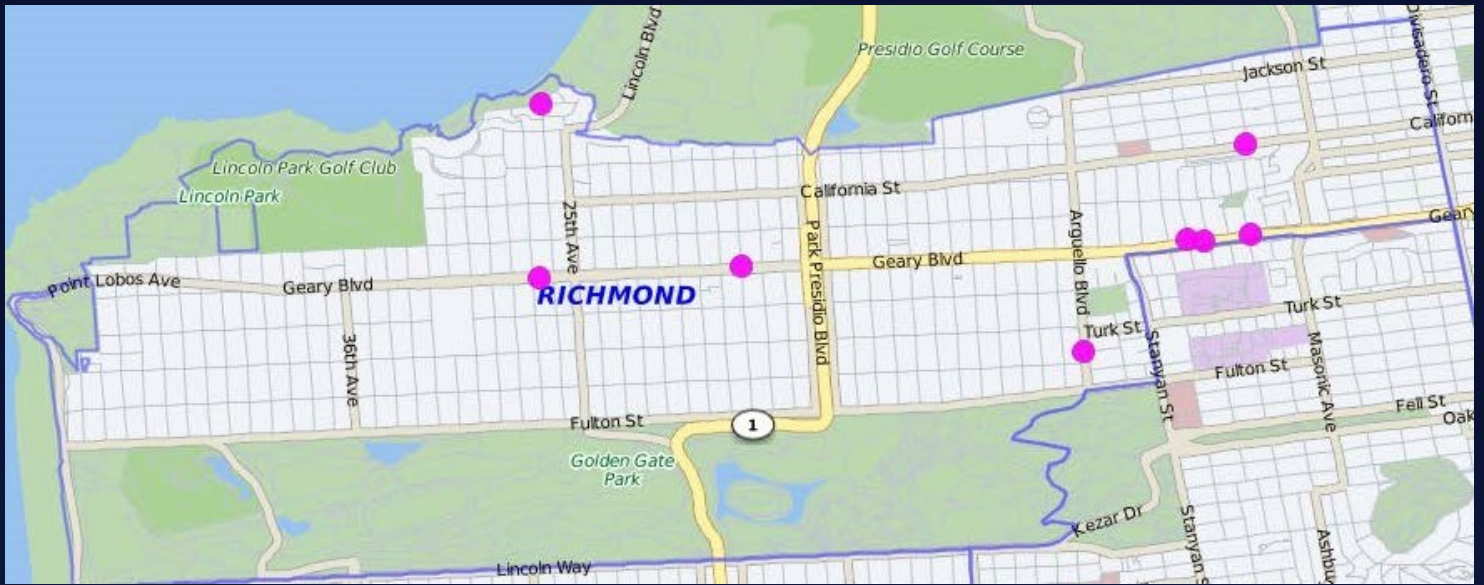 Lincoln Blvd
Presidio Golf Course
Divisadero St
Jackson St
Californ
Lincoln Park Golf Club
Lincoln Park
California St
25th Ave
Park Presidio Blvd
Arguello Blvd
Geary
Point Lobos Ave
Geary Blvd
Geary Blvd
RICHMOND
Turk St
Turk St
36th Ave
Stanyan St
Masonic Ave
Fulton St
Fulton St
1
Fell St
Oak
Golden Gate
Park
Kezar Dr
Stanyan S
Ashbu
Lincoln Way